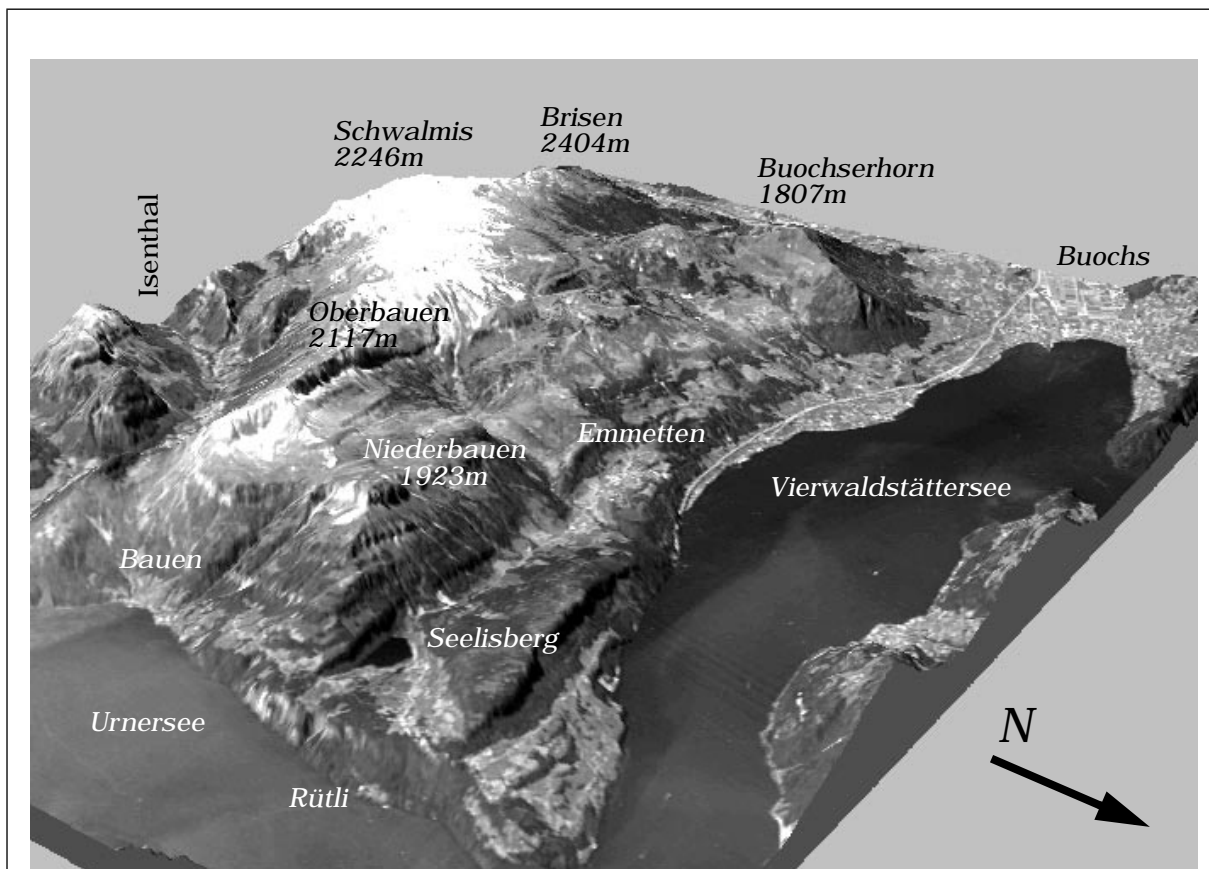 Brisen
2404m
Schwalmis
2246m
Buochserhorn
1807m
Isenthal
Buochs
Oberbauen
2117m
Emmetten
Niederbauen
1923m
Vierwaldstättersee
Bauen
Seelisberg
Urnersee
N
Rütli